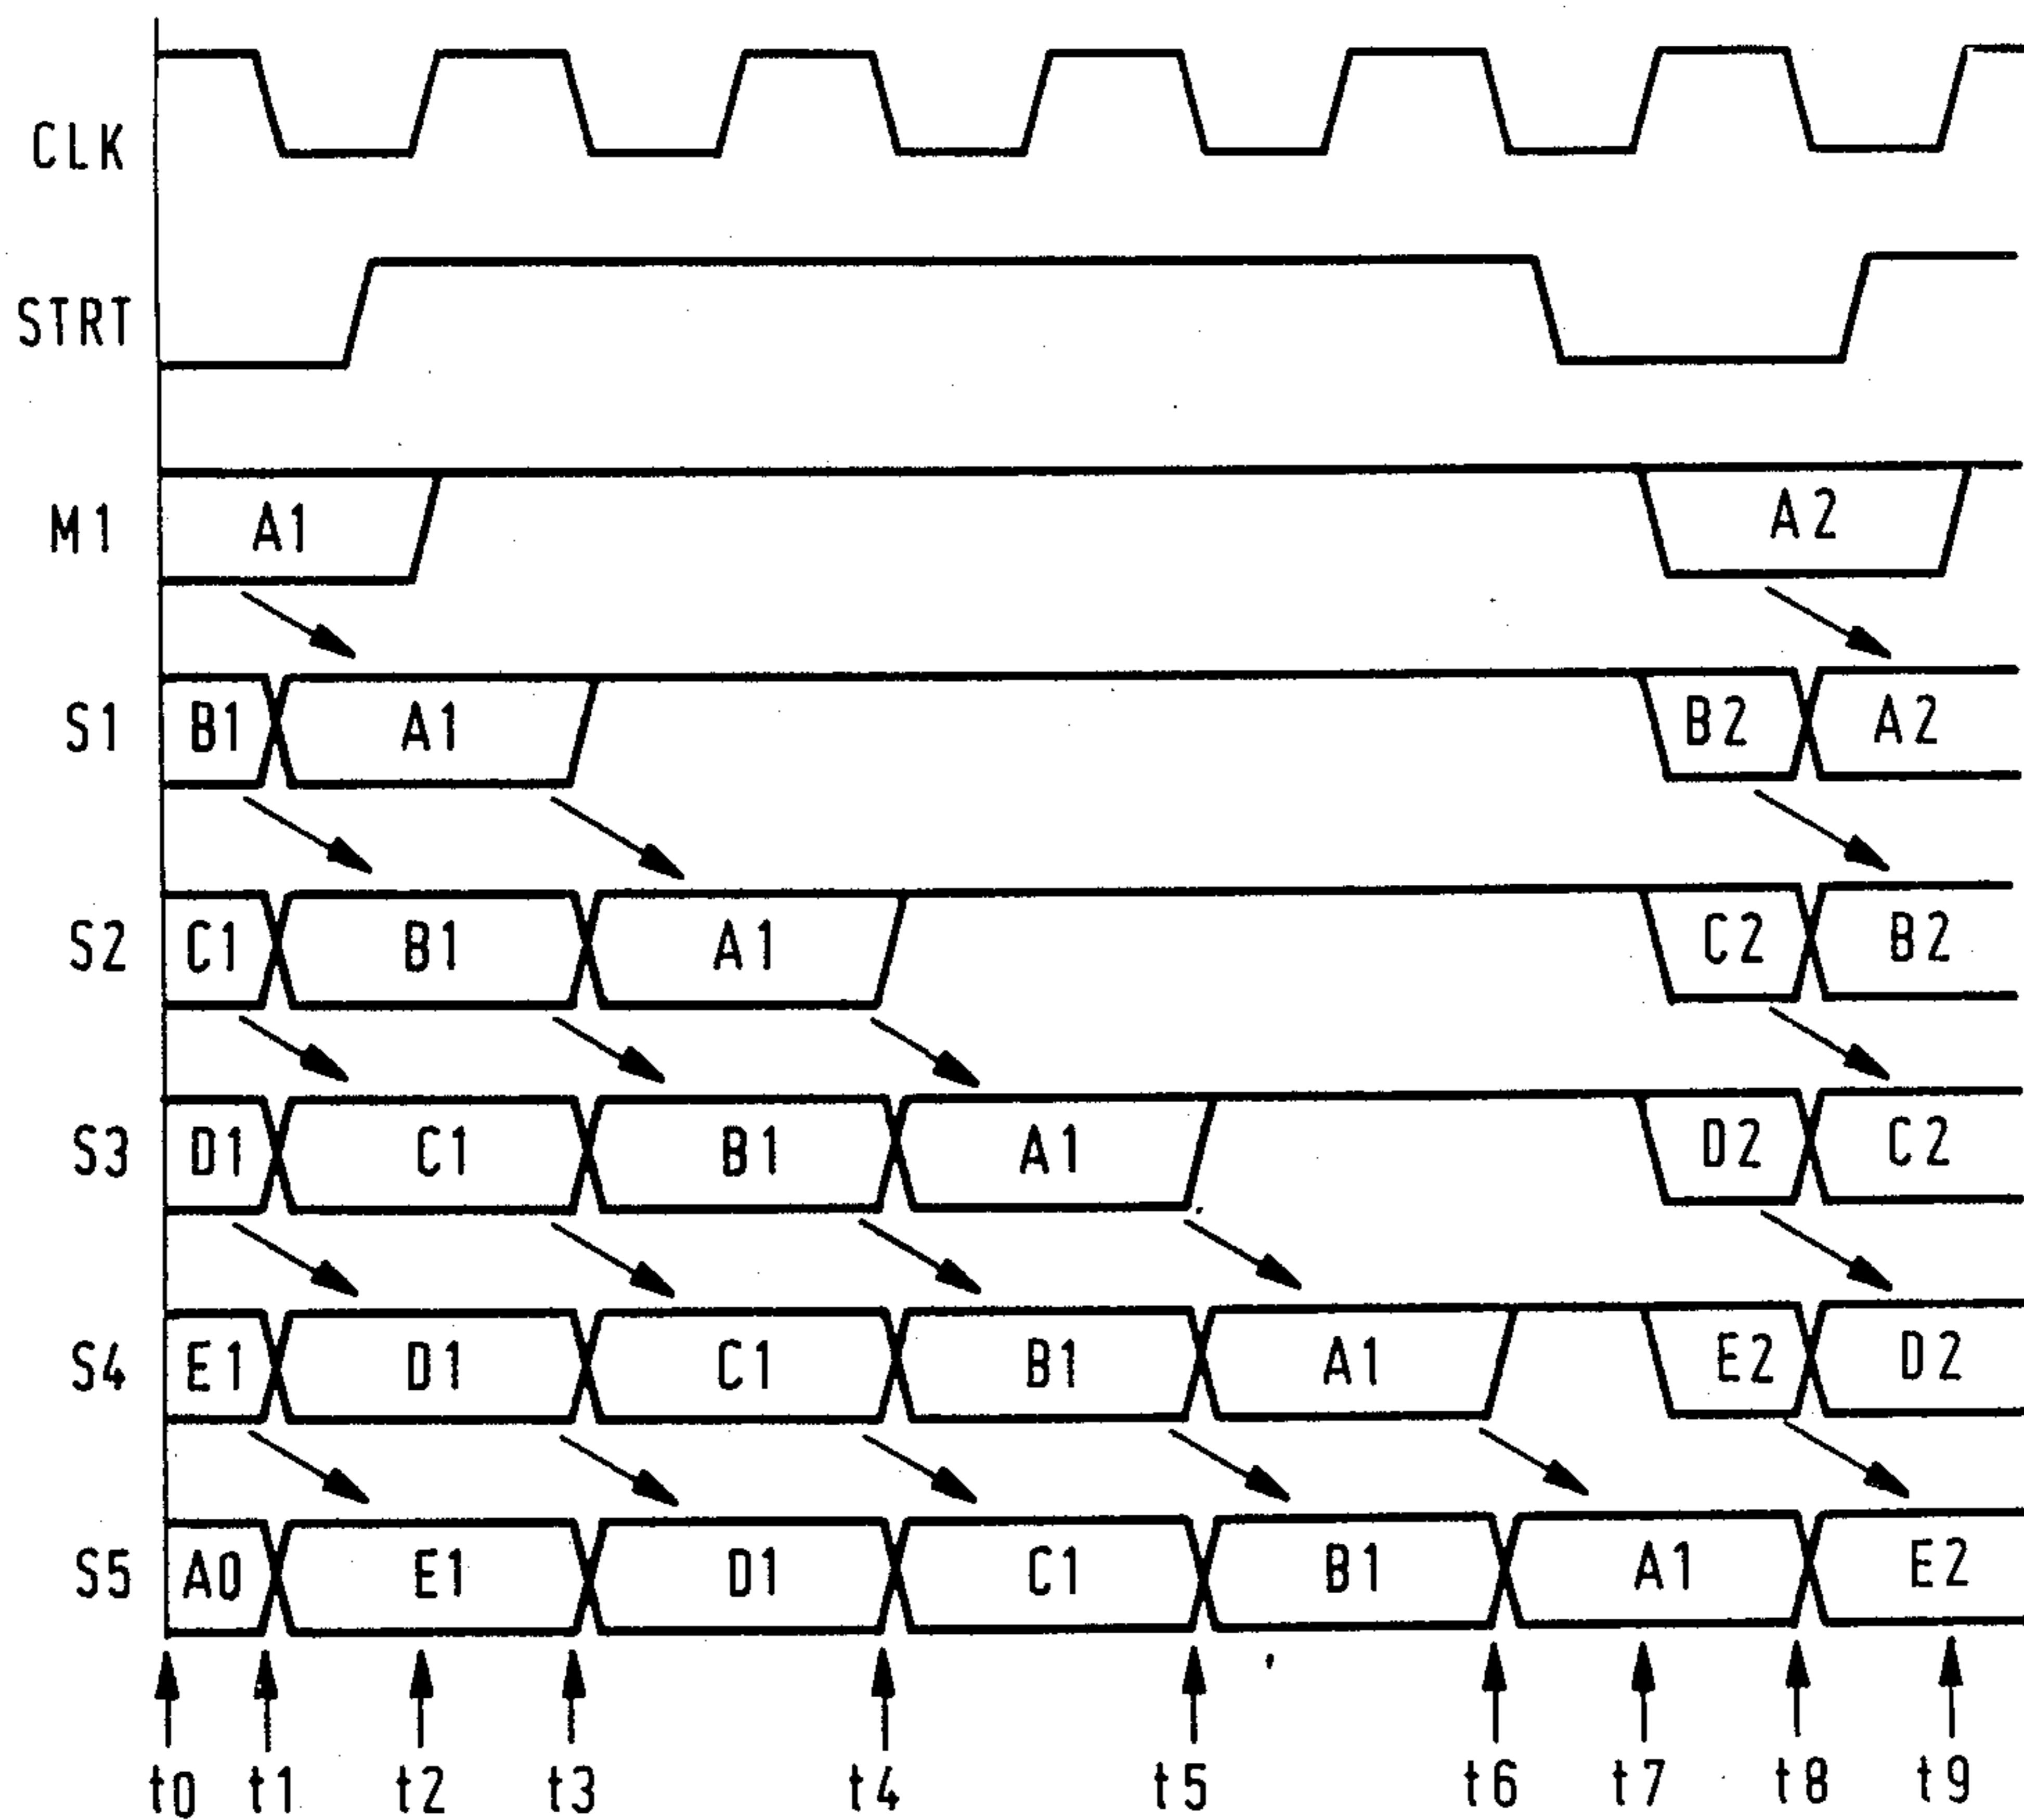 CLK
STRT
M1 A1 A2
S1 B1 A1 B2 A2
S2 C1 B1 A1 C2 B2
S3 D1 C1 B1 A1 D2 C2
S4 E1 D1 C1 B1 A1 E2 D2
S5 A0 E1 D1 C1 B1 A1 E2
t0 t1 t2 t3 t4 t5 t6 t7 t8 t9